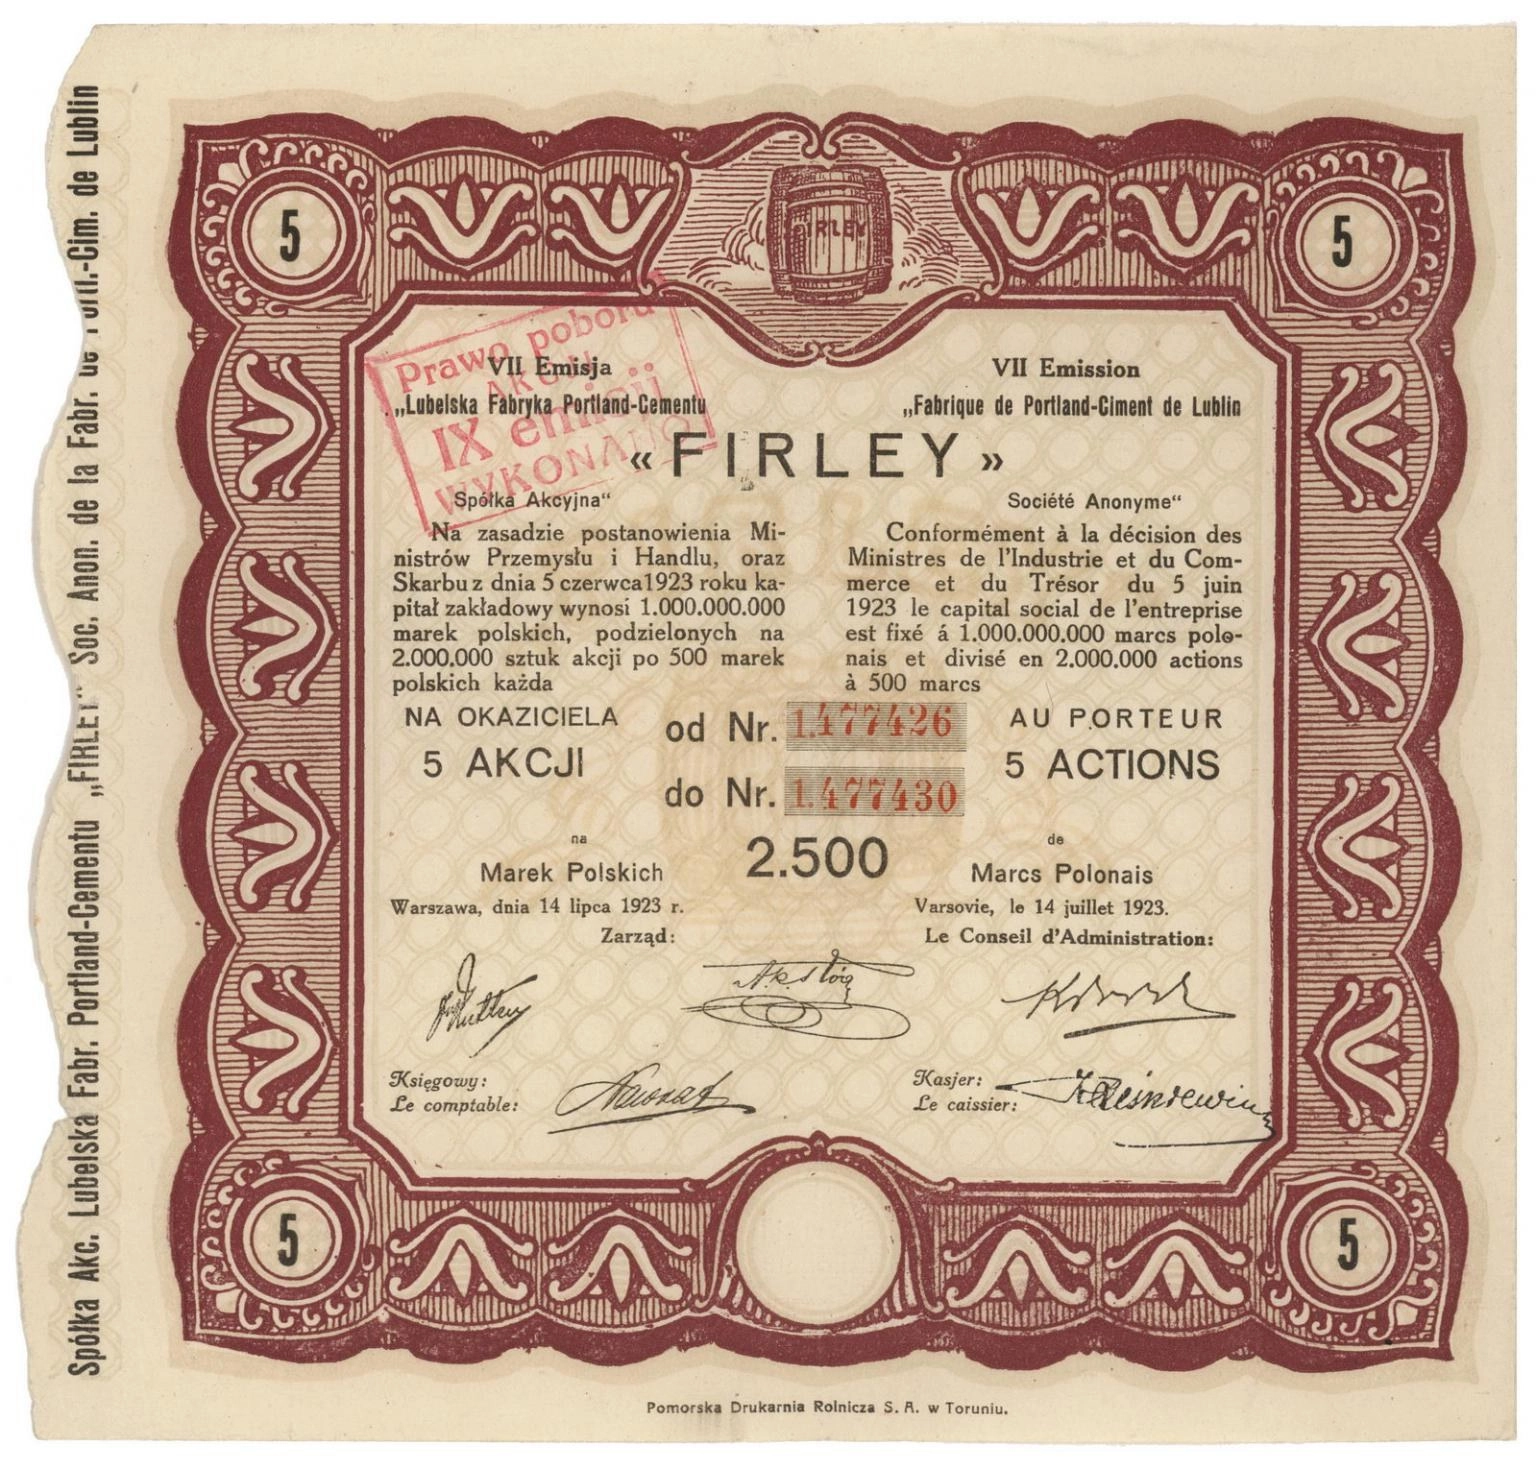 5
5
FIRLEY
Prawo poboru
AKCJI
IX emisji
WYKONANO
VII Emisja
„Lubelska Fabryka Portland-Cementu
VII Emission
„Fabrique de Portland-Ciment de Lublin
«FIRLEY»
Spółka Akcyjna“
Société Anonyme“
Na zasadzie postanowienia Mi-
nistrów Przemysłu i Handlu, oraz
Skarbu z dnia 5 czerwca 1923 roku ka-
pitał zakładowy wynosi 1.000.000.000
marek polskich, podzielonych na
2.000.000 sztuk akcji po 500 marek
polskich każda
Conformément à la décision des
Ministres de l'Industrie et du Com-
merce et du Trésor du 5 juin
1923 le capital social de l'entreprise
est fixé á 1.000.000.000 marcs polo-
nais et divisé en 2.000.000 actions
à 500 marcs
NA OKAZICIELA
5 AKCJI
od Nr. 1.477426
do Nr. 1.477430
AU PORTEUR
5 ACTIONS
na
Marek Polskich
2.500
de
Marcs Polonais
Warszawa, dnia 14 lipca 1923 r.
Varsovie, le 14 juillet 1923.
Zarząd:
Le Conseil d'Administration:
Księgowy:
Le comptable:
Kasjer:
Le caissier:
5
5
Pomorska Drukarnia Rolnicza S. A. w Toruniu.
Spółka Akc. Lubelska Fabr. Portland-Cementu „FIRLEY“ Soc. Anon. de la Fabr. de Portl.-Cim. de Lublin